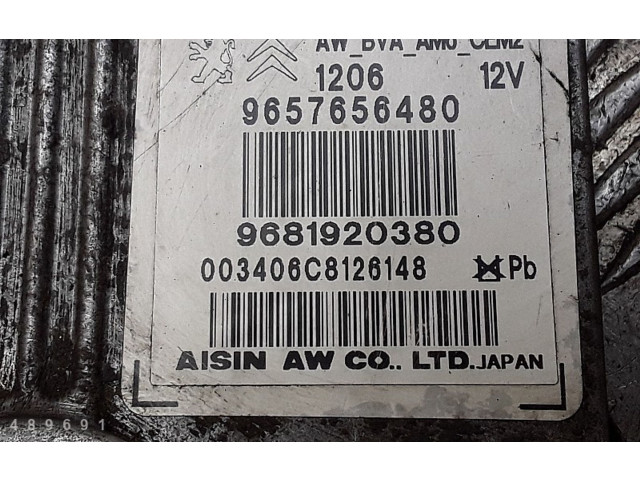 AW_BVA_AM6_CEM2
1206 12V
9657656480
9681920380
003406C8126148 Pb
AISIN AW CO., LTD. JAPAN
489691